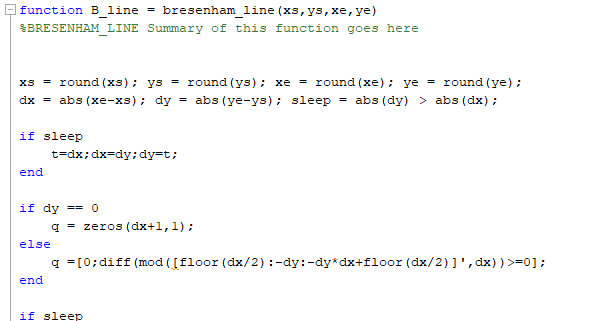 function B_line = bresenham_line(xs,ys,xe,ye)
%BRESENHAM_LINE Summary of this function goes here
xs = round(xs); ys = round(ys); xe = round(xe); ye = round(ye);
dx = abs(xe-xs); dy = abs(ye-ys); sleep = abs(dy) > abs(dx);
if sleep
t=dx;dx=dy;dy=t;
end
if dy == 0
q = zeros(dx+1,1);
else
q =[0;diff(mod([floor(dx/2):-dy:-dy*dx+floor(dx/2)]',dx))>=0];
end
if sleep